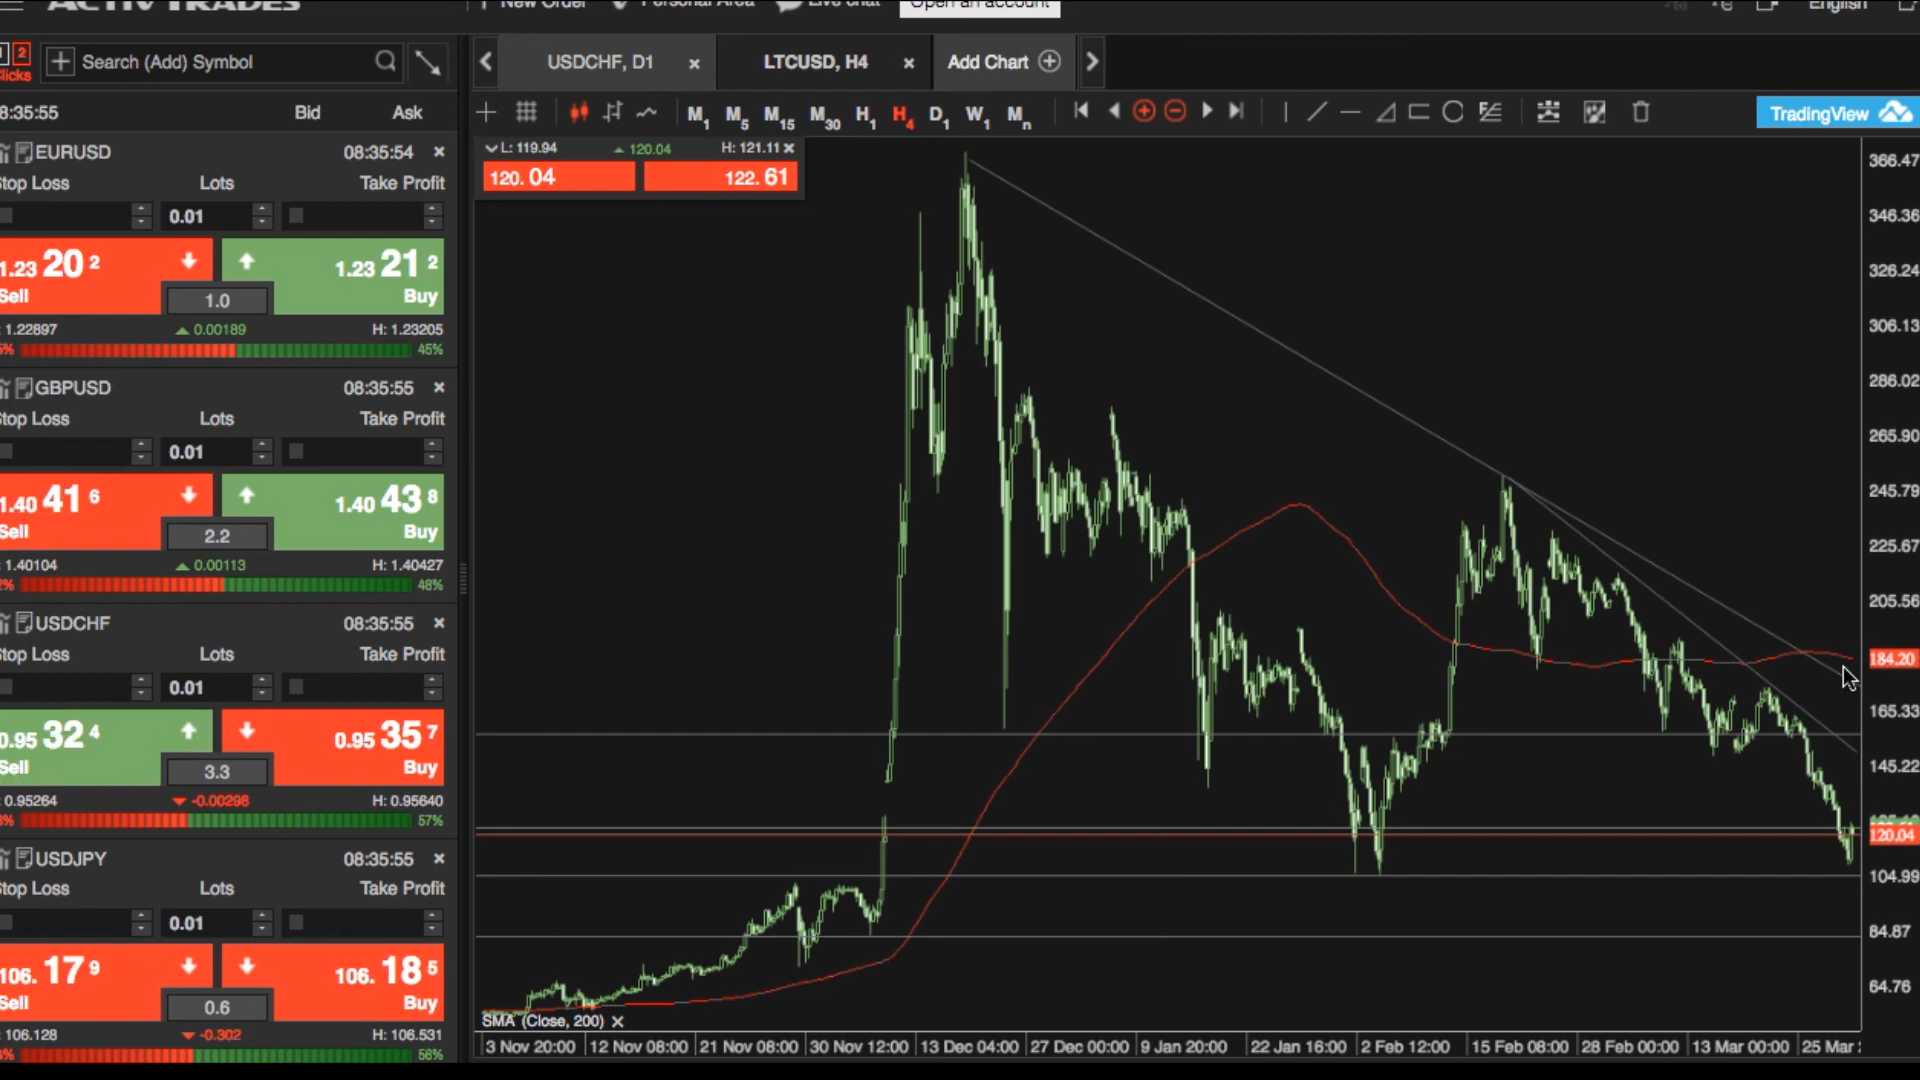 ACTIVTRADES
New Order Personal Area Live chat Open an account English
2
Clicks
Search (Add) Symbol
USDCHF, D1 × LTCUSD, H4 × Add Chart
8:35:55 Bid Ask
M1 M5 M15 M30 H1 H4 D1 W1 Mn
TradingView
EURUSD 08:35:54 ×
Stop Loss Lots Take Profit
0.01
1.23 20 2 1.23 21 2
Sell 1.0 Buy
: 1.22897 0.00189 H: 1.23205
45%
GBPUSD 08:35:55 ×
Stop Loss Lots Take Profit
0.01
1.40 41 6 1.40 43 8
Sell 2.2 Buy
: 1.40104 0.00113 H: 1.40427
48%
USDCHF 08:35:55 ×
Stop Loss Lots Take Profit
0.01
0.95 32 4 0.95 35 7
Sell 3.3 Buy
: 0.95264 -0.00298 H: 0.95640
57%
USDJPY 08:35:55 ×
Stop Loss Lots Take Profit
0.01
106. 17 9 106. 18 5
Sell 0.6 Buy
: 106.128 -0.302 H: 106.531
58%
L: 119.94 120.04 H: 121.11 ×
120. 04 122. 61
366.47
346.36
326.24
306.13
286.02
265.90
245.79
225.67
205.56
184.20
165.33
145.22
120.04
104.99
84.87
64.76
SMA (Close, 200) ×
3 Nov 20:00 12 Nov 08:00 21 Nov 08:00 30 Nov 12:00 13 Dec 04:00 27 Dec 00:00 9 Jan 20:00 22 Jan 16:00 2 Feb 12:00 15 Feb 08:00 28 Feb 00:00 13 Mar 00:00 25 Mar